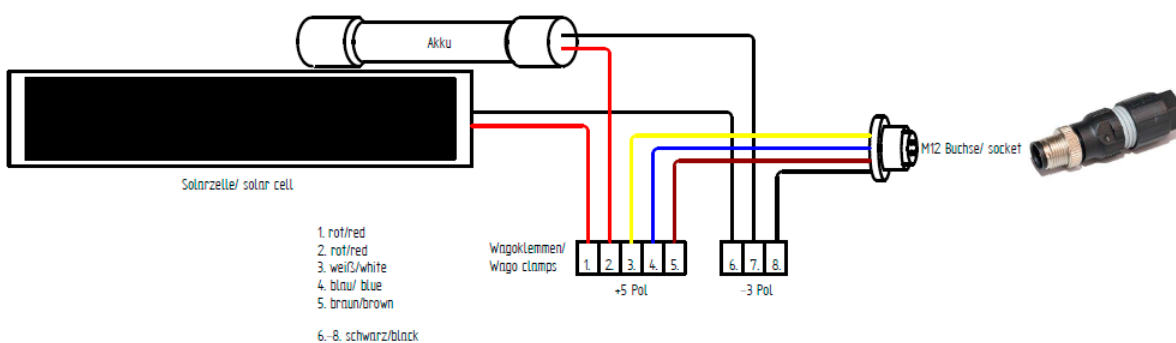 Akku
M12 Buchse/ socket
Solarzelle/ solar cell
1. rot/red
2. rot/red
3. weiß/white
4. blau/ blue
5. braun/brown
6.-8. schwarz/black
Wagoklemmen/
Wago clamps
1. 2. 3. 4. 5.
6. 7. 8.
+5 Pol
-3 Pol